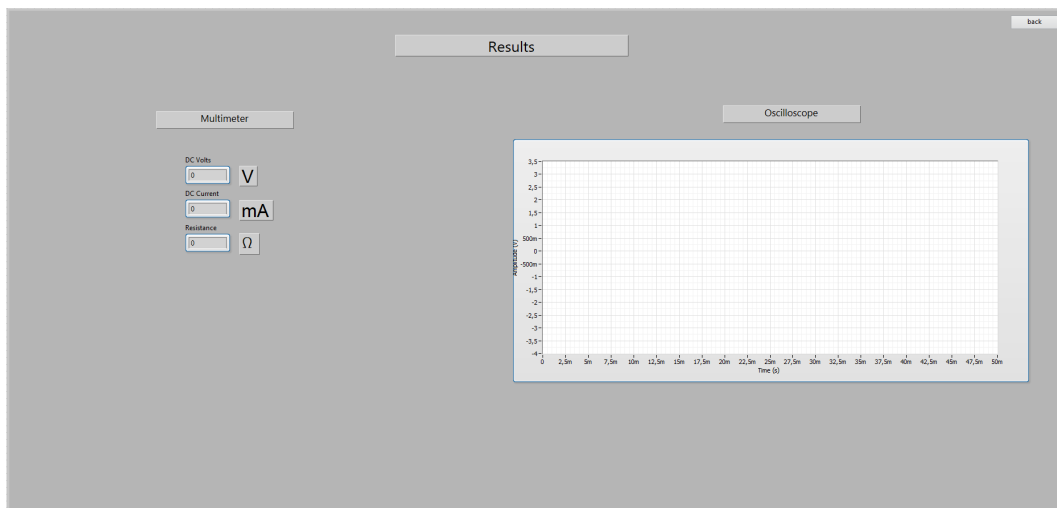 back
Results
Multimeter
Oscilloscope
DC Volts
0 V
DC Current
0 mA
Resistance
0 Ω
3,5
3
2,5
2
1,5
1
500m
0
-500m
-1
-1,5
-2
-2,5
-3
-3,5
-4
Amplitude (V)
0 2,5m 5m 7,5m 10m 12,5m 15m 17,5m 20m 22,5m 25m 27,5m 30m 32,5m 35m 37,5m 40m 42,5m 45m 47,5m 50m
Time (s)